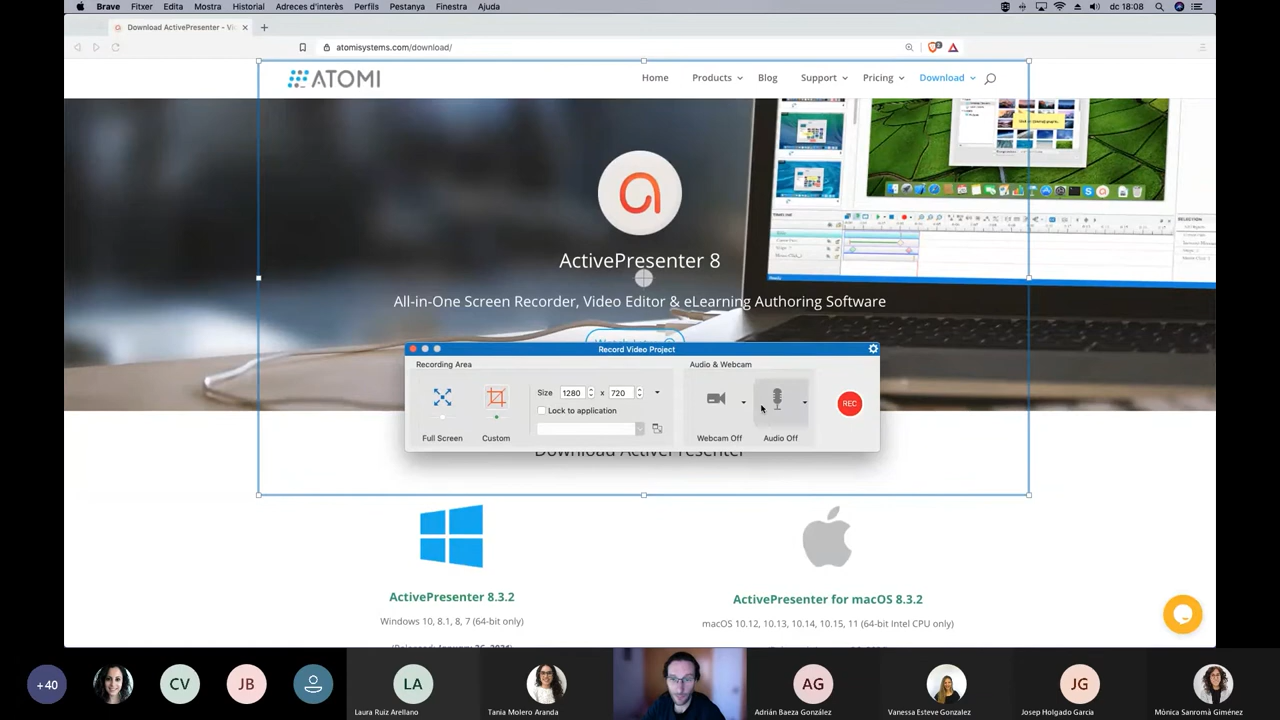 Brave Fitxer Edita Mostra Historial Adreces d'interès Perfils Pestanya Finestra Ajuda
dc 18:08
Download ActivePresenter - Vi
atomisystems.com/download/
ATOMI
Home Products Blog Support Pricing Download
ActivePresenter 8
All-in-One Screen Recorder, Video Editor & eLearning Authoring Software
Record Video Project
Recording Area
Audio & Webcam
Size 1280 x 720
Lock to application
REC
Full Screen
Custom
Webcam Off
Audio Off
Download ActivePresenter
ActivePresenter 8.3.2
ActivePresenter for macOS 8.3.2
Windows 10, 8.1, 8, 7 (64-bit only)
macOS 10.12, 10.13, 10.14, 10.15, 11 (64-bit Intel CPU only)
+40
CV
JB
LA
AG
JG
Laura Ruiz Arellano
Tania Molero Aranda
Adrián Baeza González
Vanessa Esteve Gonzalez
Josep Holgado Garcia
Mònica Sanromà Giménez